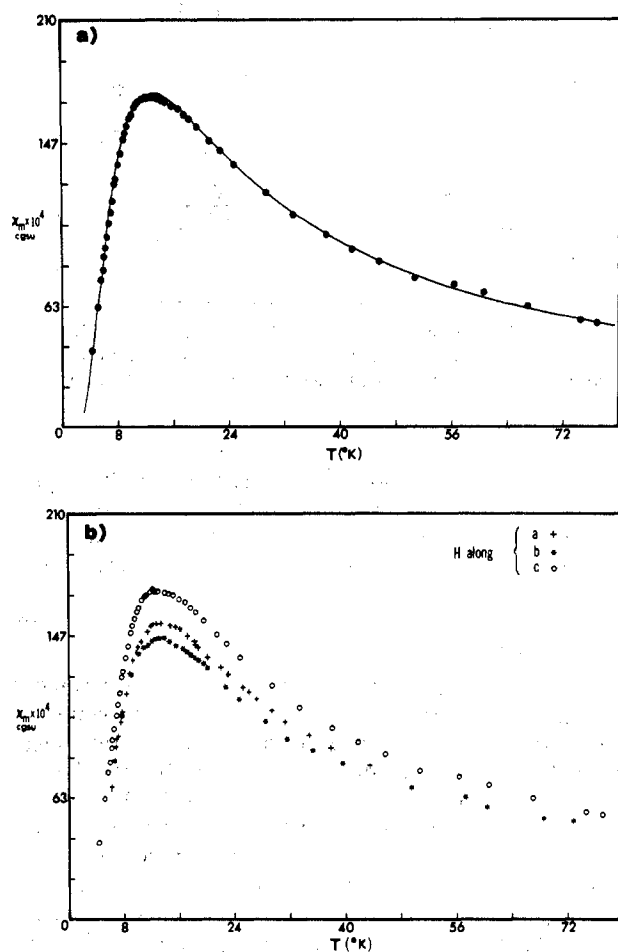 a)
210
147
χm×10⁴
cgsu
63
0
8
24
40
56
72
T(°K)
b)
210
H along
a +
b *
c ○
147
χm×10⁴
cgsu
63
0
8
24
40
56
72
T(°K)